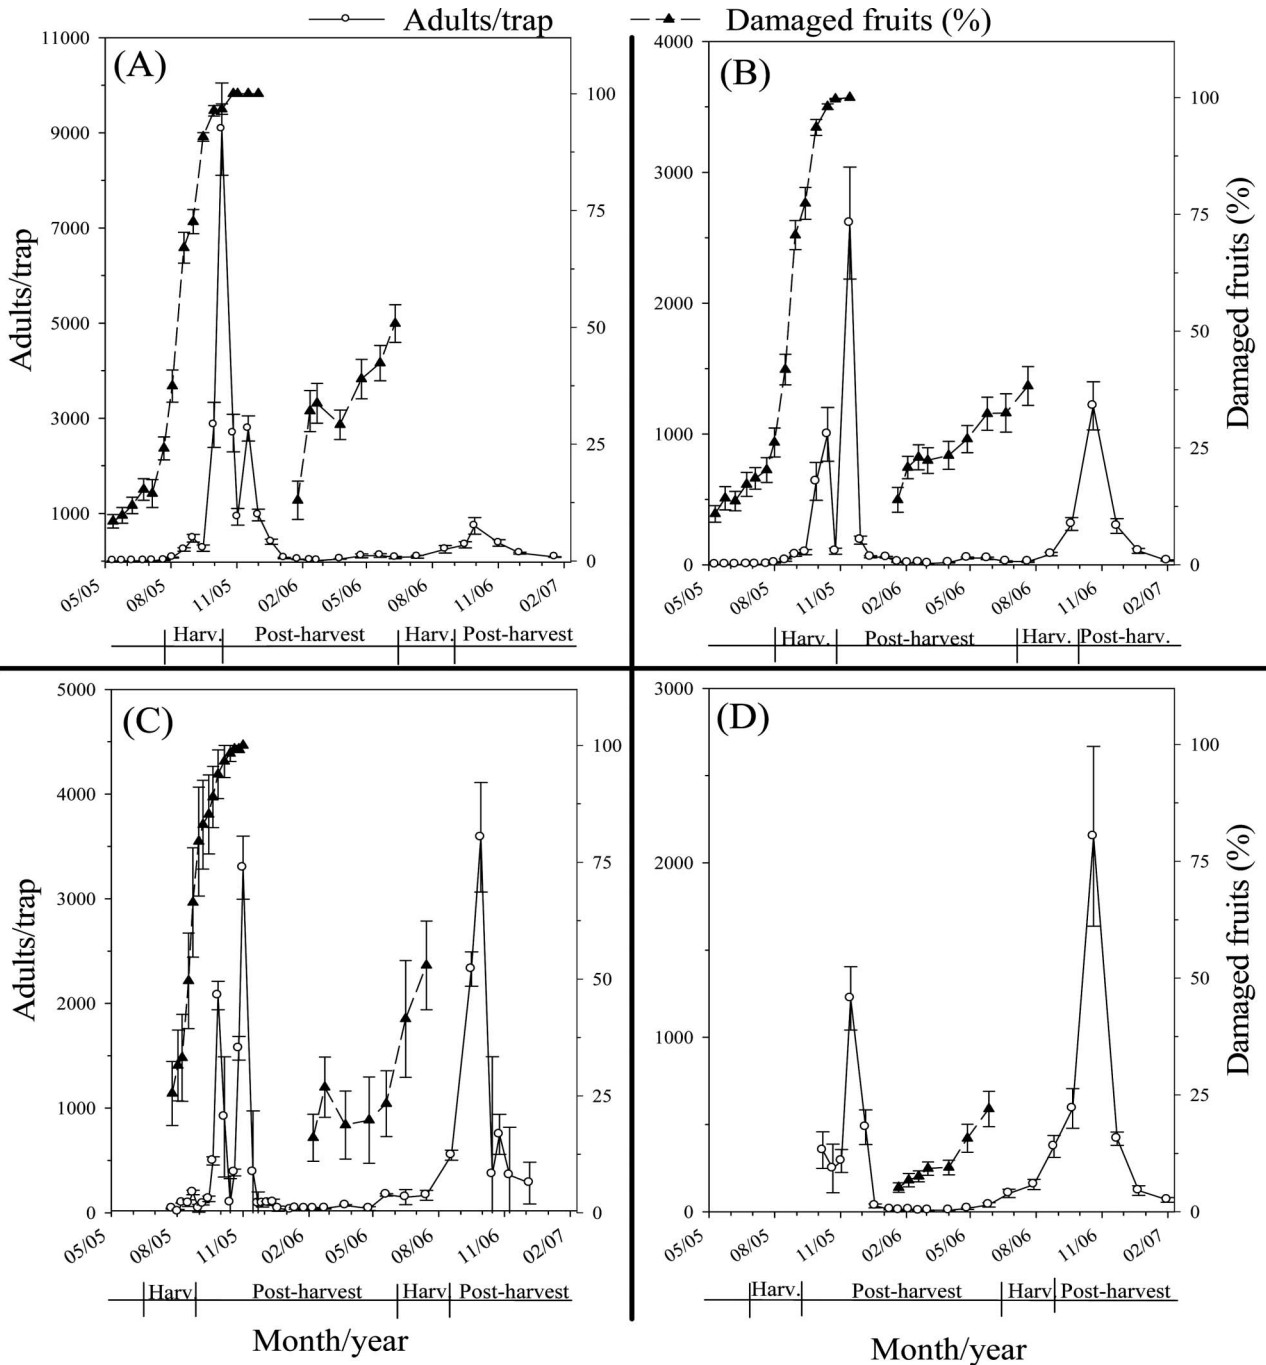 Adults/trap Damaged fruits (%)
(A)
11000
9000
7000
5000
3000
1000
Adults/trap
100
75
50
25
0
05/05 08/05 11/05 02/06 05/06 08/06 11/06 02/07
Harv. Post-harvest Harv. Post-harvest
(B)
4000
3000
2000
1000
0
100
75
50
25
0
Damaged fruits (%)
05/05 08/05 11/05 02/06 05/06 08/06 11/06 02/07
Harv. Post-harvest Harv. Post-harv.
(C)
5000
4000
3000
2000
1000
0
Adults/trap
100
75
50
25
0
05/05 08/05 11/05 02/06 05/06 08/06 11/06 02/07
Harv. Post-harvest Harv. Post-harvest
Month/year
(D)
3000
2000
1000
0
100
75
50
25
0
Damaged fruits (%)
05/05 08/05 11/05 02/06 05/06 08/06 11/06 02/07
Harv. Post-harvest Harv. Post-harvest
Month/year